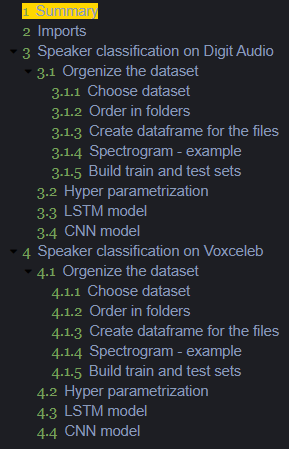 1 Summary
2 Imports
3 Speaker classification on Digit Audio
3.1 Orgenize the dataset
3.1.1 Choose dataset
3.1.2 Order in folders
3.1.3 Create dataframe for the files
3.1.4 Spectrogram - example
3.1.5 Build train and test sets
3.2 Hyper parametrization
3.3 LSTM model
3.4 CNN model
4 Speaker classification on Voxceleb
4.1 Orgenize the dataset
4.1.1 Choose dataset
4.1.2 Order in folders
4.1.3 Create dataframe for the files
4.1.4 Spectrogram - example
4.1.5 Build train and test sets
4.2 Hyper parametrization
4.3 LSTM model
4.4 CNN model